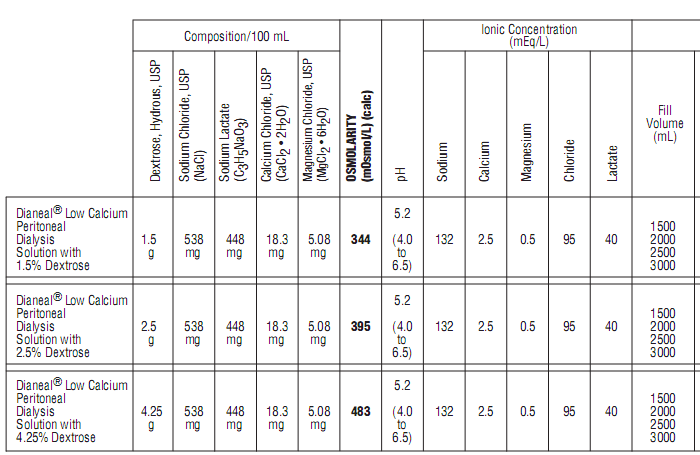 Composition/100 mL
Ionic Concentration
(mEq/L)
Dextrose, Hydrous, USP
Sodium Chloride, USP
(NaCl)
Sodium Lactate
(C3H5NaO3)
Calcium Chloride, USP
(CaCl2 • 2H2O)
Magnesium Chloride, USP
(MgCl2 • 6H2O)
OSMOLARITY
(mOsmol/L) (calc)
pH
Sodium
Calcium
Magnesium
Chloride
Lactate
Fill
Volume
(mL)
Dianeal® Low Calcium
Peritoneal
Dialysis
Solution with
1.5% Dextrose
1.5
g
538
mg
448
mg
18.3
mg
5.08
mg
344
5.2
(4.0
to
6.5)
132
2.5
0.5
95
40
1500
2000
2500
3000
Dianeal® Low Calcium
Peritoneal
Dialysis
Solution with
2.5% Dextrose
2.5
g
538
mg
448
mg
18.3
mg
5.08
mg
395
5.2
(4.0
to
6.5)
132
2.5
0.5
95
40
1500
2000
2500
3000
Dianeal® Low Calcium
Peritoneal
Dialysis
Solution with
4.25% Dextrose
4.25
g
538
mg
448
mg
18.3
mg
5.08
mg
483
5.2
(4.0
to
6.5)
132
2.5
0.5
95
40
1500
2000
2500
3000